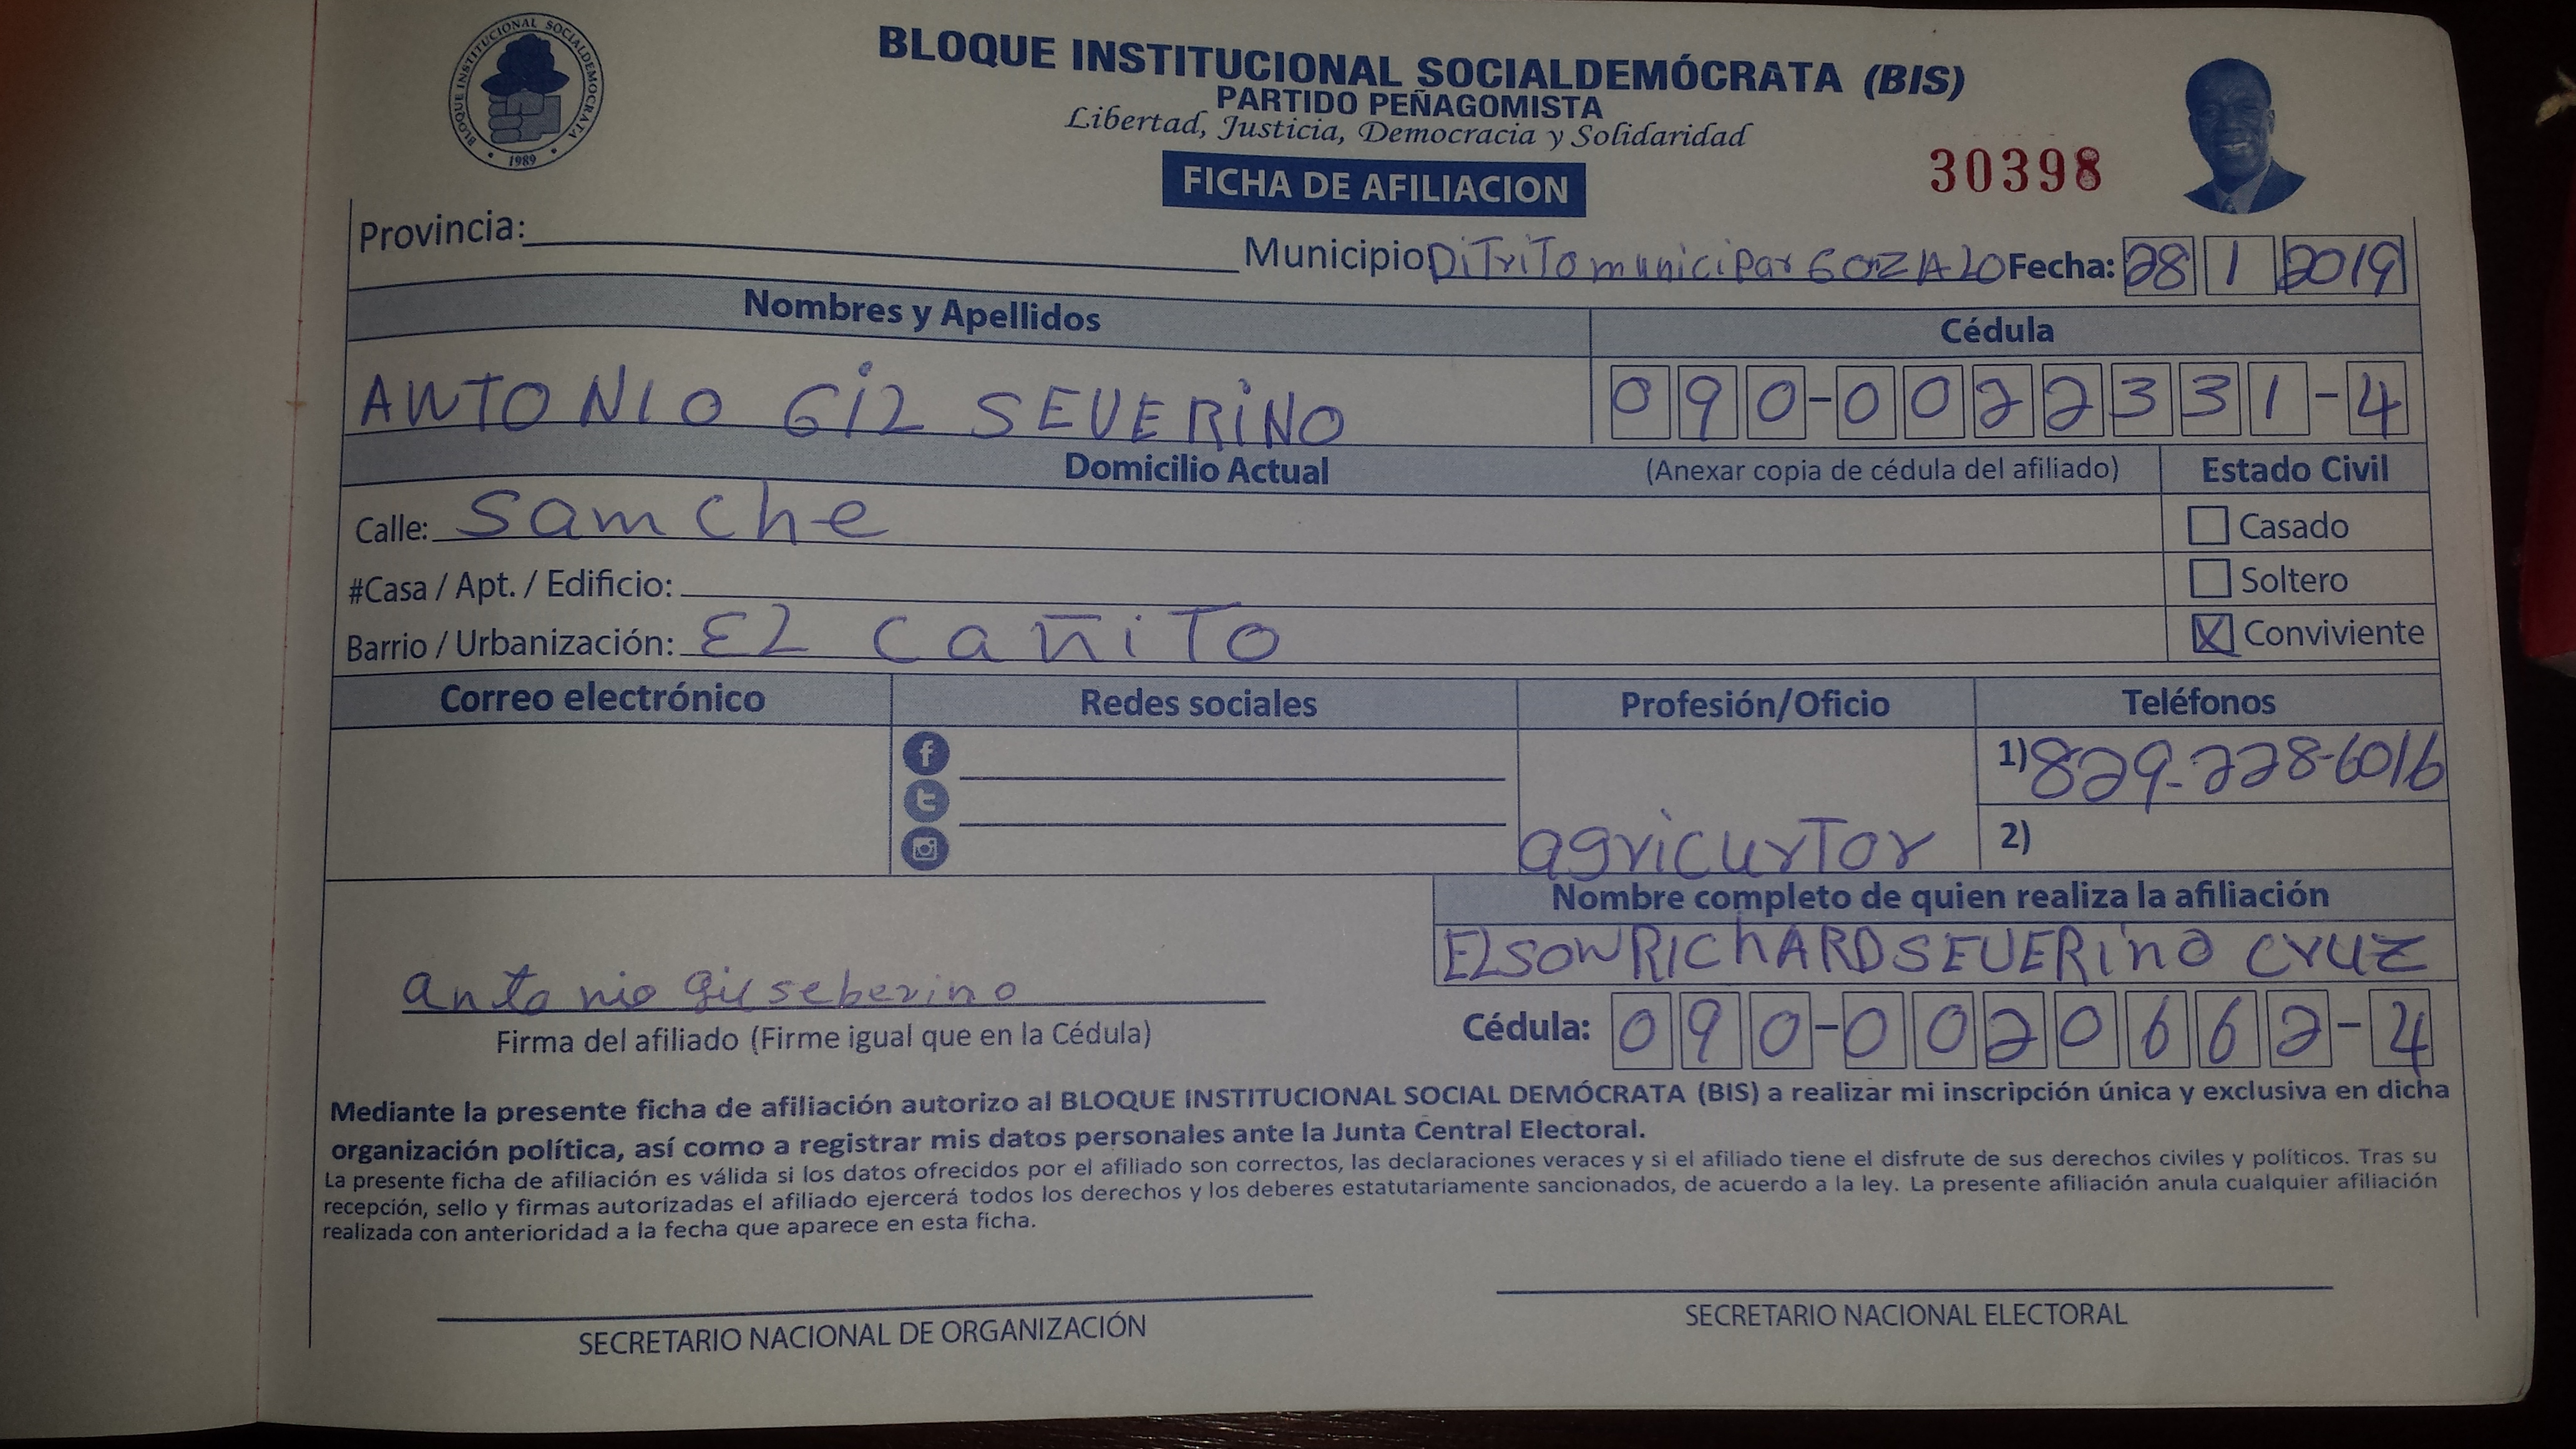 BLOQUE INSTITUCIONAL SOCIALDEMOCRATA
1989
BLOQUE INSTITUCIONAL SOCIALDEMÓCRATA (BIS)
PARTIDO PEÑAGOMISTA
Libertad, Justicia, Democracia y Solidaridad
FICHA DE AFILIACION
30398
Provincia: Municipio DiTriTo municipar GOZALO Fecha: 28 1 2019
Nombres y Apellidos Cédula
ANTONIO GIL SEVERINO 090-0022331-4
Domicilio Actual (Anexar copia de cédula del afiliado) Estado Civil
Calle: Samche Casado
#Casa / Apt. / Edificio: Soltero
Barrio / Urbanización: EL CañiTo X Conviviente
Correo electrónico Redes sociales Profesión/Oficio Teléfonos
1) 829-228-6016
agricurTor 2)
Nombre completo de quien realiza la afiliación
ELSON RIChARD SEVERino CrUZ
antonio gil seberino
Firma del afiliado (Firme igual que en la Cédula) Cédula: 090-0020662-4
Mediante la presente ficha de afiliación autorizo al BLOQUE INSTITUCIONAL SOCIAL DEMÓCRATA (BIS) a realizar mi inscripción única y exclusiva en dicha
organización política, así como a registrar mis datos personales ante la Junta Central Electoral.
La presente ficha de afiliación es válida si los datos ofrecidos por el afiliado son correctos, las declaraciones veraces y si el afiliado tiene el disfrute de sus derechos civiles y políticos. Tras su
recepción, sello y firmas autorizadas el afiliado ejercerá todos los derechos y los deberes estatutariamente sancionados, de acuerdo a la ley. La presente afiliación anula cualquier afiliación
realizada con anterioridad a la fecha que aparece en esta ficha.
SECRETARIO NACIONAL DE ORGANIZACIÓN SECRETARIO NACIONAL ELECTORAL